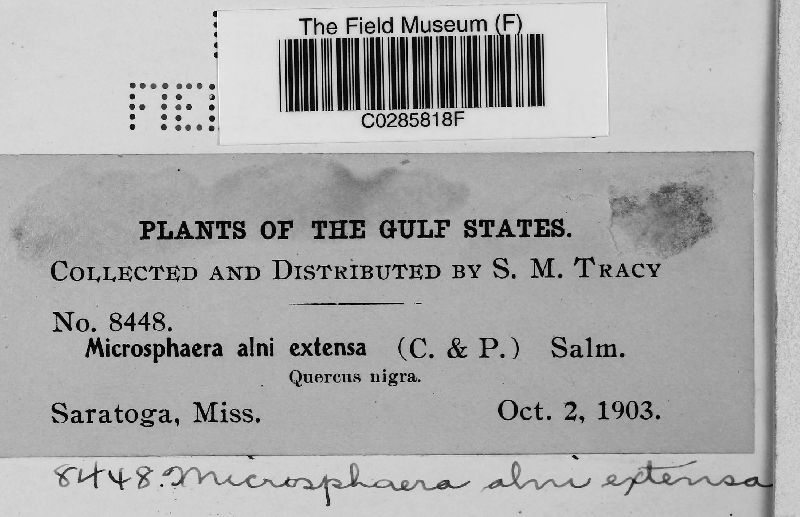 The Field Museum (F)
C0285818F
PLANTS OF THE GULF STATES.
COLLECTED AND DISTRIBUTED BY S. M. TRACY
No. 8448.
Microsphaera alni extensa (C. & P.) Salm.
Quercus nigra.
Saratoga, Miss. Oct. 2, 1903.
8448. Microsphaera alni extensa